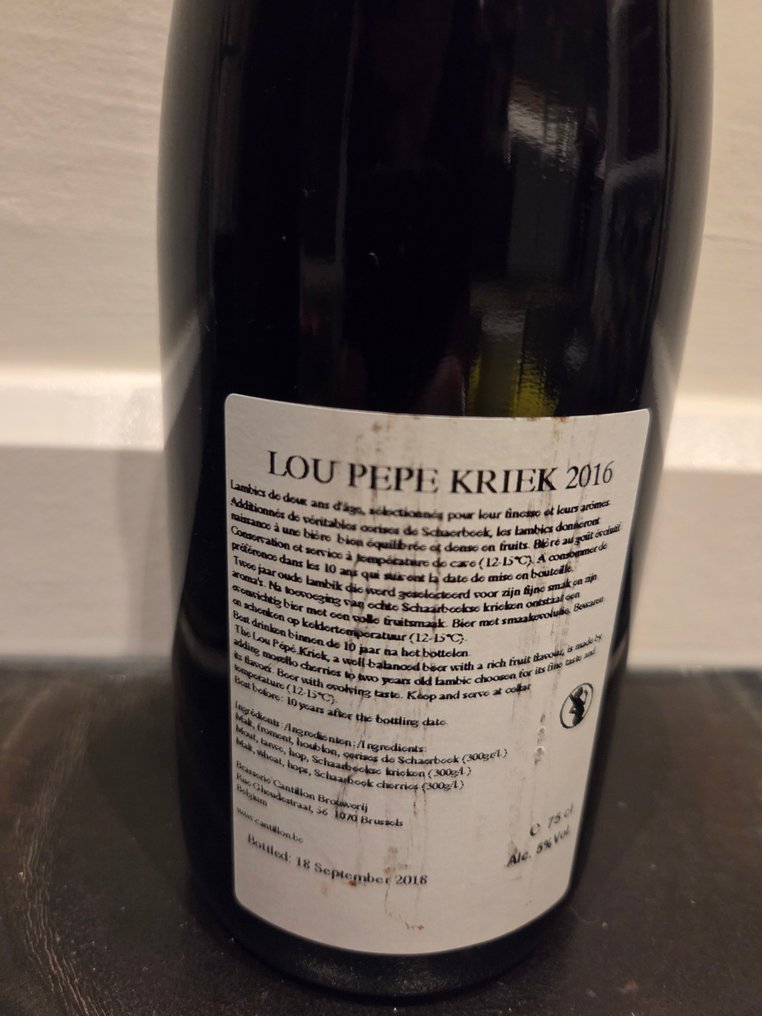 LOU PEPE KRIEK 2016
Lambics de deux ans d'âge, sélectionnés pour leur finesse et leurs arômes.
Additionnés de véritables cerises de Schaerbeek, les lambics donneront
naissance à une bière bien équilibrée et dense en fruits. Bière au goût évolutif.
Conservation et service à température de cave (12-15°C). A consommer de
préférence dans les 10 ans qui suivent la date de mise en bouteille.
Twee jaar oude lambik die werd geselecteerd voor zijn fijne smaak en zijn
aroma's. Na toevoeging van echte Schaarbeekse krieken ontstaat een
evenwichtig bier met een volle fruitsmaak. Bier met smaakevolutie. Bewaren
en schenken op keldertemperatuur (12-15°C).
Best drinken binnen de 10 jaar na het bottelen.
The Lou Pépé Kriek, a well-balanced beer with a rich fruit flavour, is made by
adding morello cherries to two years old lambic choosen for its fine taste and
its flavour. Beer with evolving taste. Keep and serve at cellar
temperature (12-15°C).
Best before: 10 years after the bottling date.
Ingrédients:/Ingredienten:/Ingredients:
Malt, froment, houblon, cerises de Schaerbeek (300gr/L)
Mout, tarwe, hop, Schaarbeekse krieken (300g/L)
Malt, wheat, hops, Schaarbeek cherries (300g/L)
Brasserie Cantillon Brouwerij
Rue Gheudestraat, 56 1070 Brussels
Belgium
www.cantillon.be
Bottled: 18 September 2018
℮ 75 cl
Alc. 5% Vol.